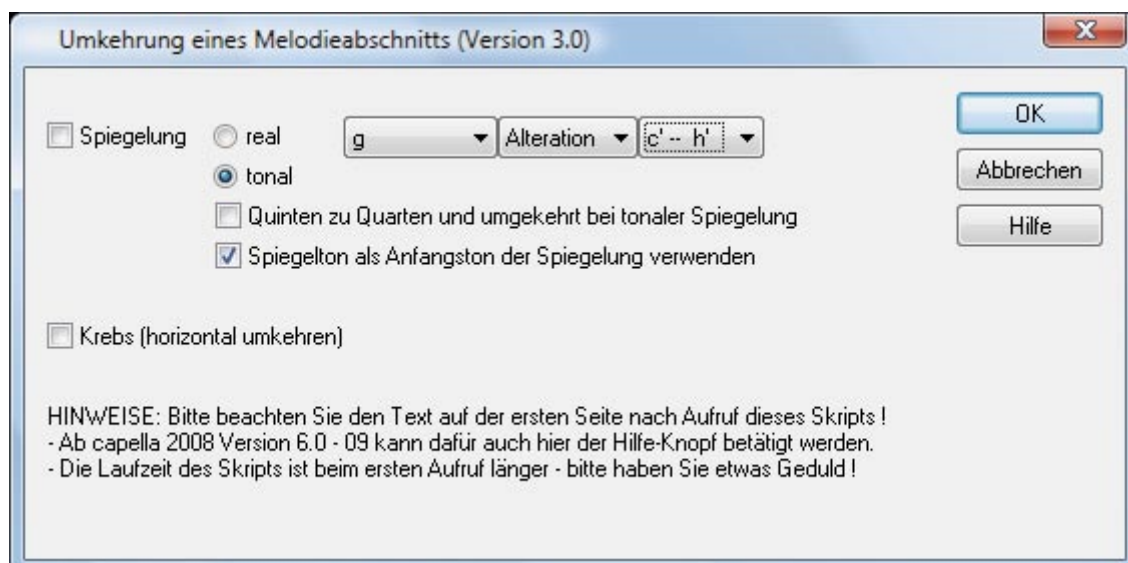 Umkehrung eines Melodieabschnitts (Version 3.0)
Spiegelung
real
g
Alteration
c' -- h'
OK
tonal
Abbrechen
Quinten zu Quarten und umgekehrt bei tonaler Spiegelung
Hilfe
Spiegelton als Anfangston der Spiegelung verwenden
Krebs (horizontal umkehren)
HINWEISE: Bitte beachten Sie den Text auf der ersten Seite nach Aufruf dieses Skripts !
- Ab capella 2008 Version 6.0 - 09 kann dafür auch hier der Hilfe-Knopf betätigt werden.
- Die Laufzeit des Skripts ist beim ersten Aufruf länger - bitte haben Sie etwas Geduld !